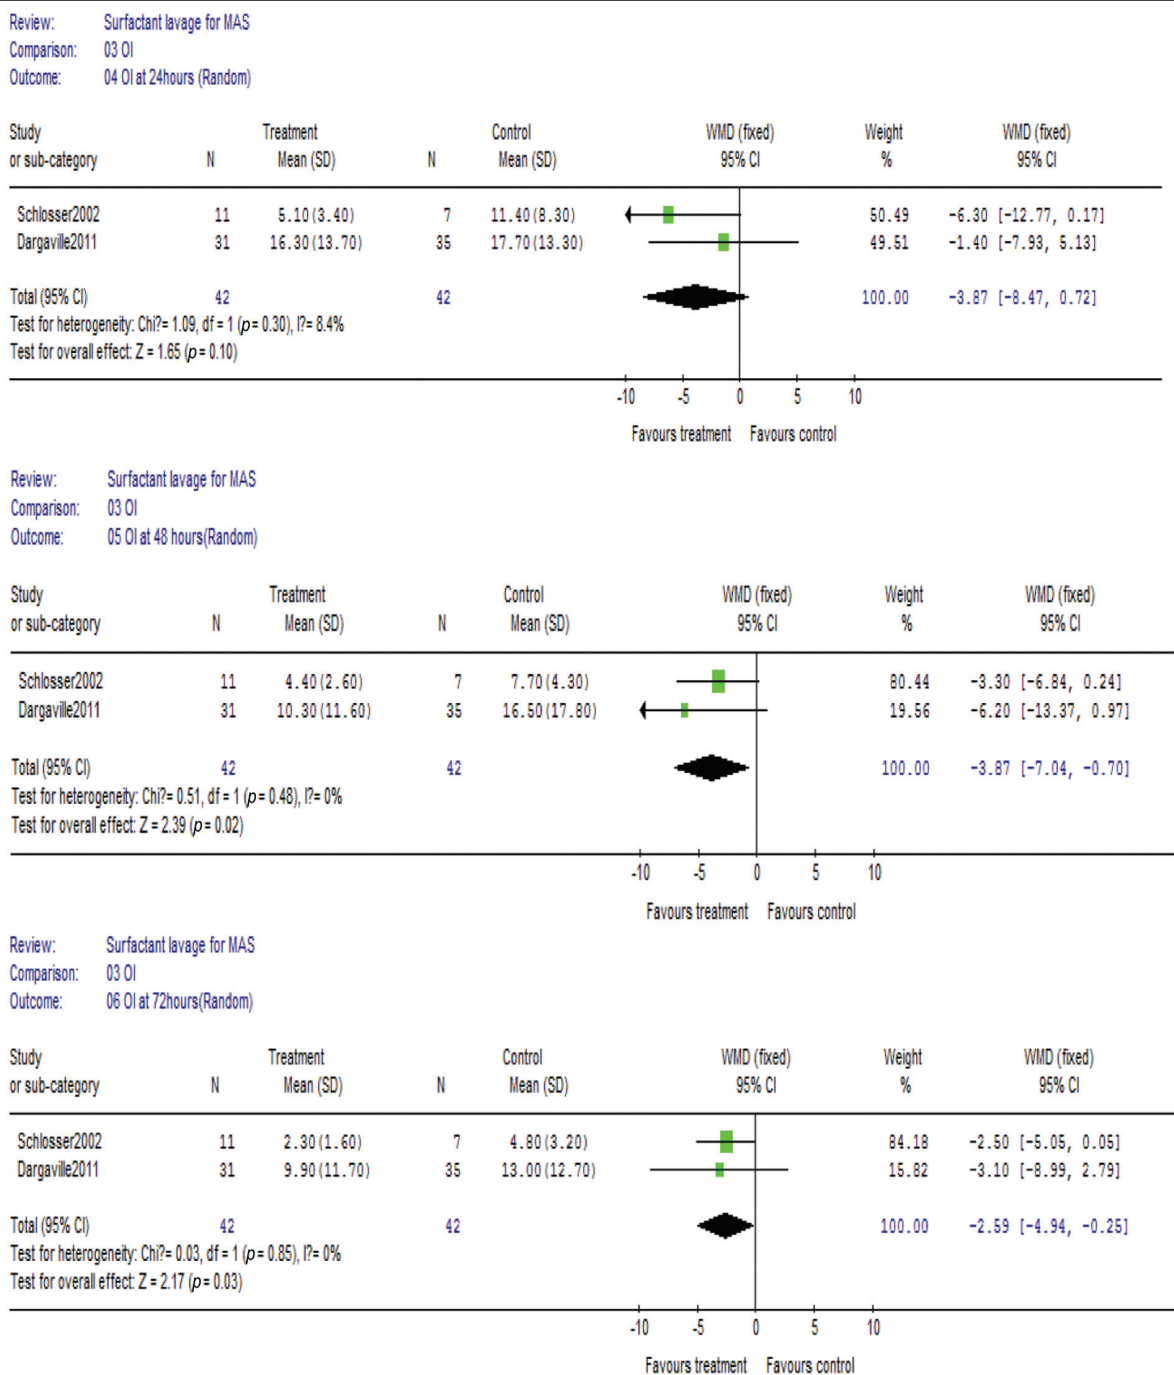 Review: Surfactant lavage for MAS
Comparison: 03 OI
Outcome: 04 OI at 24hours (Random)
Study Treatment Control WMD (fixed) Weight WMD (fixed)
or sub-category N Mean (SD) N Mean (SD) 95% CI % 95% CI
Schlosser2002 11 5.10(3.40) 7 11.40(8.30) 50.49 -6.30 [-12.77, 0.17]
Dargaville2011 31 16.30(13.70) 35 17.70(13.30) 49.51 -1.40 [-7.93, 5.13]
Total (95% CI) 42 42 100.00 -3.87 [-8.47, 0.72]
Test for heterogeneity: Chi?= 1.09, df = 1 (p= 0.30), I?= 8.4%
Test for overall effect: Z = 1.65 (p= 0.10)
-10 -5 0 5 10
Favours treatment Favours control
Review: Surfactant lavage for MAS
Comparison: 03 OI
Outcome: 05 OI at 48 hours(Random)
Study Treatment Control WMD (fixed) Weight WMD (fixed)
or sub-category N Mean (SD) N Mean (SD) 95% CI % 95% CI
Schlosser2002 11 4.40(2.60) 7 7.70(4.30) 80.44 -3.30 [-6.84, 0.24]
Dargaville2011 31 10.30(11.60) 35 16.50(17.80) 19.56 -6.20 [-13.37, 0.97]
Total (95% CI) 42 42 100.00 -3.87 [-7.04, -0.70]
Test for heterogeneity: Chi?= 0.51, df = 1 (p= 0.48), I?= 0%
Test for overall effect: Z = 2.39 (p= 0.02)
-10 -5 0 5 10
Favours treatment Favours control
Review: Surfactant lavage for MAS
Comparison: 03 OI
Outcome: 06 OI at 72hours(Random)
Study Treatment Control WMD (fixed) Weight WMD (fixed)
or sub-category N Mean (SD) N Mean (SD) 95% CI % 95% CI
Schlosser2002 11 2.30(1.60) 7 4.80(3.20) 84.18 -2.50 [-5.05, 0.05]
Dargaville2011 31 9.90(11.70) 35 13.00(12.70) 15.82 -3.10 [-8.99, 2.79]
Total (95% CI) 42 42 100.00 -2.59 [-4.94, -0.25]
Test for heterogeneity: Chi?= 0.03, df = 1 (p= 0.85), I?= 0%
Test for overall effect: Z = 2.17 (p= 0.03)
-10 -5 0 5 10
Favours treatment Favours control